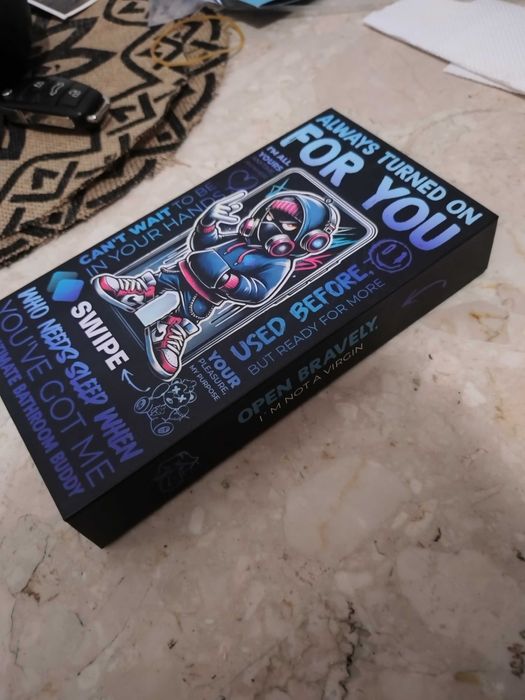 ALWAYS TURNED ON
FOR YOU
I'M ALL
YOURS
CAN'T WAIT TO BE
IN YOUR HANDS
USED BEFORE,
BUT READY FOR MORE
YOUR
PLEASURE,
MY PURPOSE
SWIPE
WHO NEEDS SLEEP WHEN
YOU'VE GOT ME
BATHROOM BUDDY
OPEN BRAVELY.
I'M NOT A VIRGIN